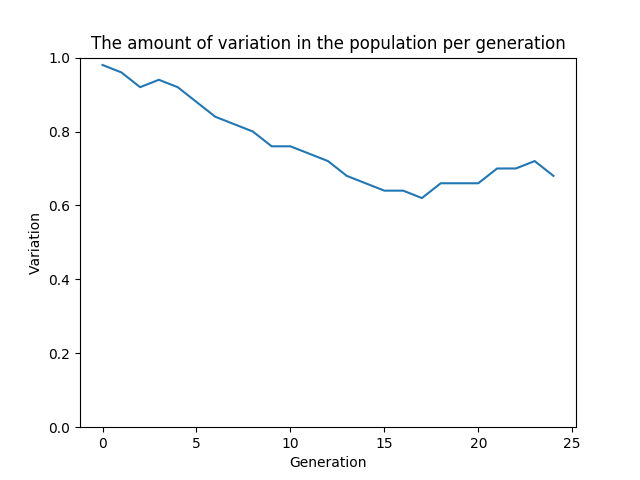 The amount of variation in the population per generation
1.0
0.8
0.6
0.4
0.2
0.0
Variation
0 5 10 15 20 25
Generation